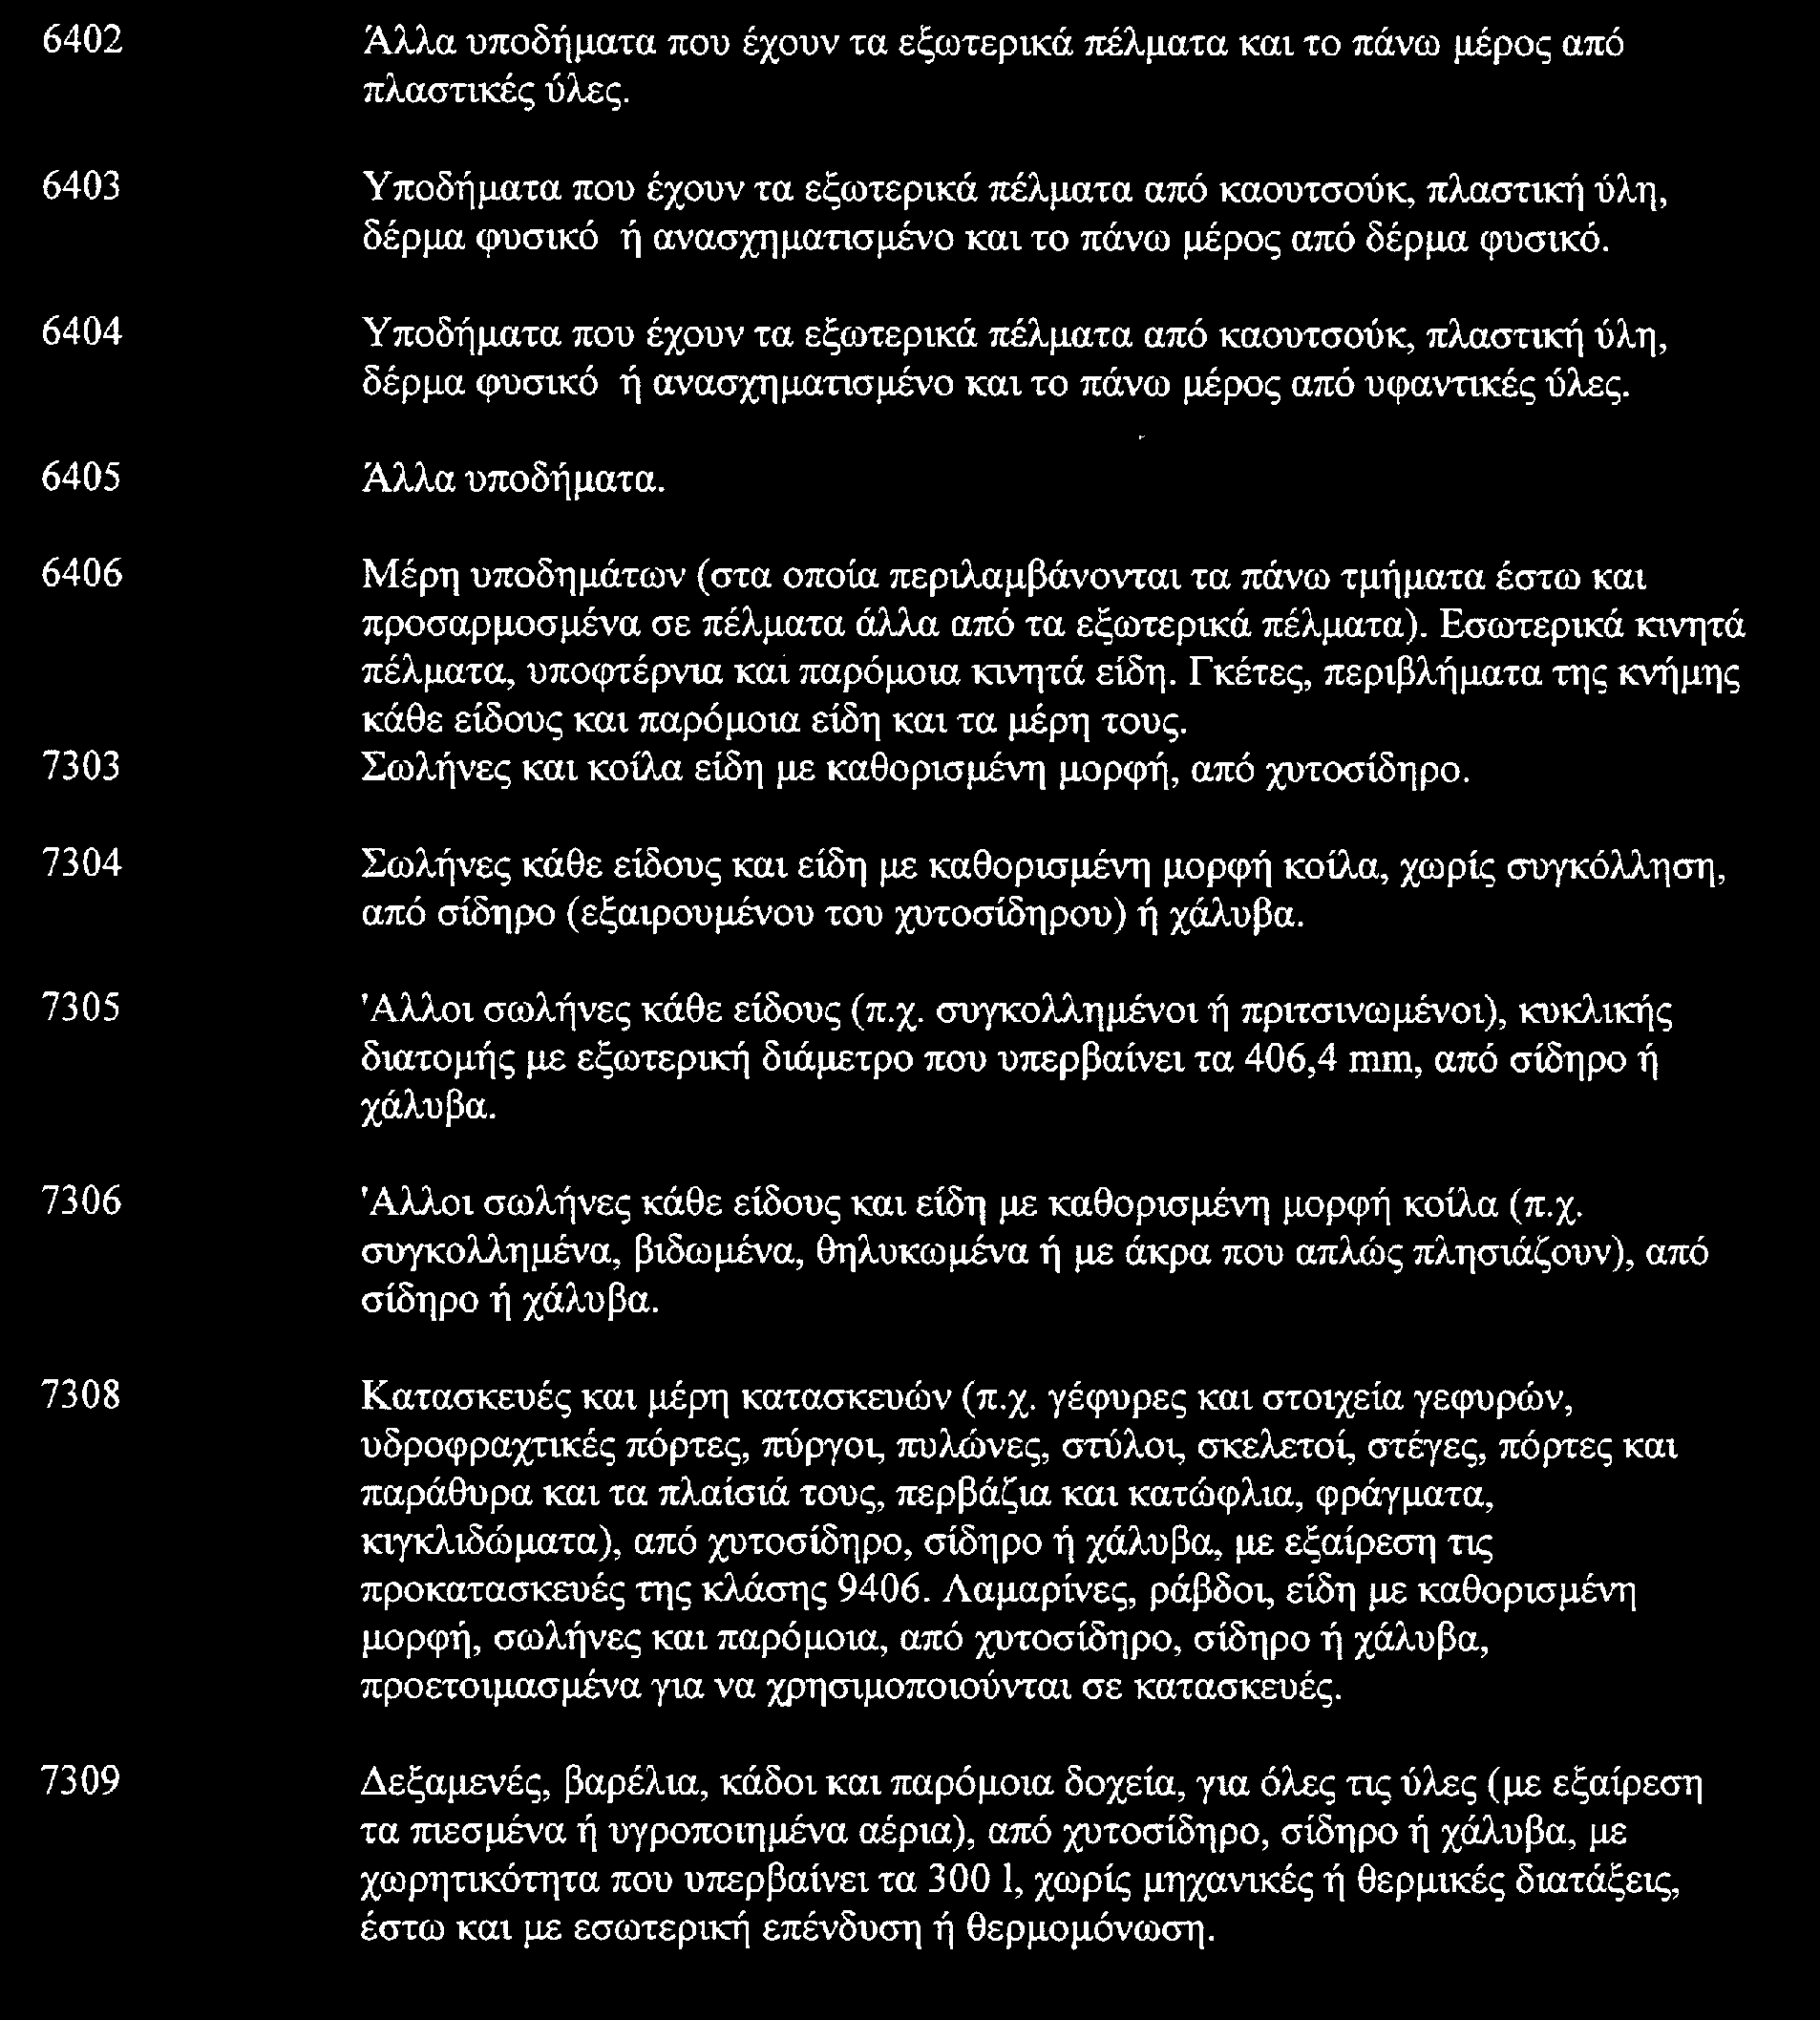 6402 Άλλα υποδήματα που έχουν τα εξωτερικά πέλματα και το πάνω μέρος από
πλαστικές ύλες.
6403 Υποδήματα που έχουν τα εξωτερικά πέλματα από καουτσούκ, πλαστική ύλη,
δέρμα φυσικό ή ανασχηματισμένο και το πάνω μέρος από δέρμα φυσικό.
6404 Υποδήματα που έχουν τα εξωτερικά πέλματα από καουτσούκ, πλαστική ύλη,
δέρμα φυσικό ή ανασχηματισμένο και το πάνω μέρος από υφαντικές ύλες.
6405 Άλλα υποδήματα.
6406 Μέρη υποδημάτων (στα οποία περιλαμβάνονται τα πάνω τμήματα έστω και
προσαρμοσμένα σε πέλματα άλλα από τα εξωτερικά πέλματα). Εσωτερικά κινητά
πέλματα, υποφτέρνια και παρόμοια κινητά είδη. Γκέτες, περιβλήματα της κνήμης
κάθε είδους και παρόμοια είδη και τα μέρη τους.
7303 Σωλήνες και κοίλα είδη με καθορισμένη μορφή, από χυτοσίδηρο.
7304 Σωλήνες κάθε είδους και είδη με καθορισμένη μορφή κοίλα, χωρίς συγκόλληση,
από σίδηρο (εξαιρουμένου του χυτοσίδηρου) ή χάλυβα.
7305 Άλλοι σωλήνες κάθε είδους (π.χ. συγκολλημένοι ή πριτσινωμένοι), κυκλικής
διατομής με εξωτερική διάμετρο που υπερβαίνει τα 406,4 mm, από σίδηρο ή
χάλυβα.
7306 Άλλοι σωλήνες κάθε είδους και είδη με καθορισμένη μορφή κοίλα (π.χ.
συγκολλημένα, βιδωμένα, θηλυκωμένα ή με άκρα που απλώς πλησιάζουν), από
σίδηρο ή χάλυβα.
7308 Κατασκευές και μέρη κατασκευών (π.χ. γέφυρες και στοιχεία γεφυρών,
υδροφραχτικές πόρτες, πύργοι, πυλώνες, στύλοι, σκελετοί, στέγες, πόρτες και
παράθυρα και τα πλαίσιά τους, περβάζια και κατώφλια, φράγματα,
κιγκλιδώματα), από χυτοσίδηρο, σίδηρο ή χάλυβα, με εξαίρεση τις
προκατασκευές της κλάσης 9406. Λαμαρίνες, ράβδοι, είδη με καθορισμένη
μορφή, σωλήνες και παρόμοια, από χυτοσίδηρο, σίδηρο ή χάλυβα,
προετοιμασμένα για να χρησιμοποιούνται σε κατασκευές.
7309 Δεξαμενές, βαρέλια, κάδοι και παρόμοια δοχεία, για όλες τις ύλες (με εξαίρεση
τα πιεσμένα ή υγροποιημένα αέρια), από χυτοσίδηρο, σίδηρο ή χάλυβα, με
χωρητικότητα που υπερβαίνει τα 300 l, χωρίς μηχανικές ή θερμικές διατάξεις,
έστω και με εσωτερική επένδυση ή θερμομόνωση.